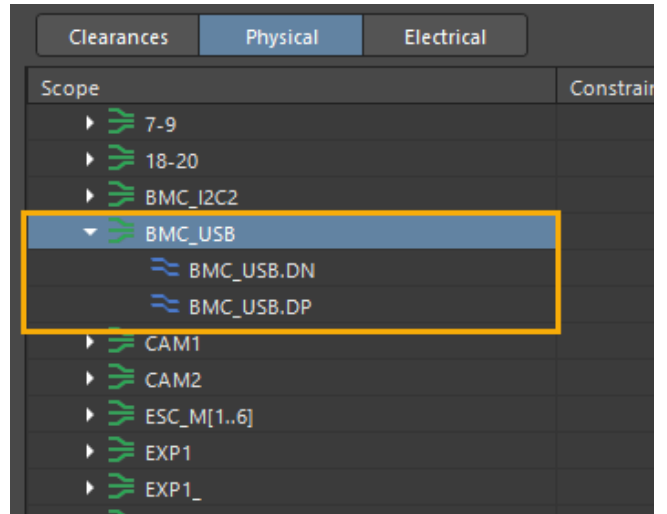 Clearances Physical Electrical
Scope Constrain
7-9
18-20
BMC_I2C2
BMC_USB
BMC_USB.DN
BMC_USB.DP
CAM1
CAM2
ESC_M[1..6]
EXP1
EXP1_